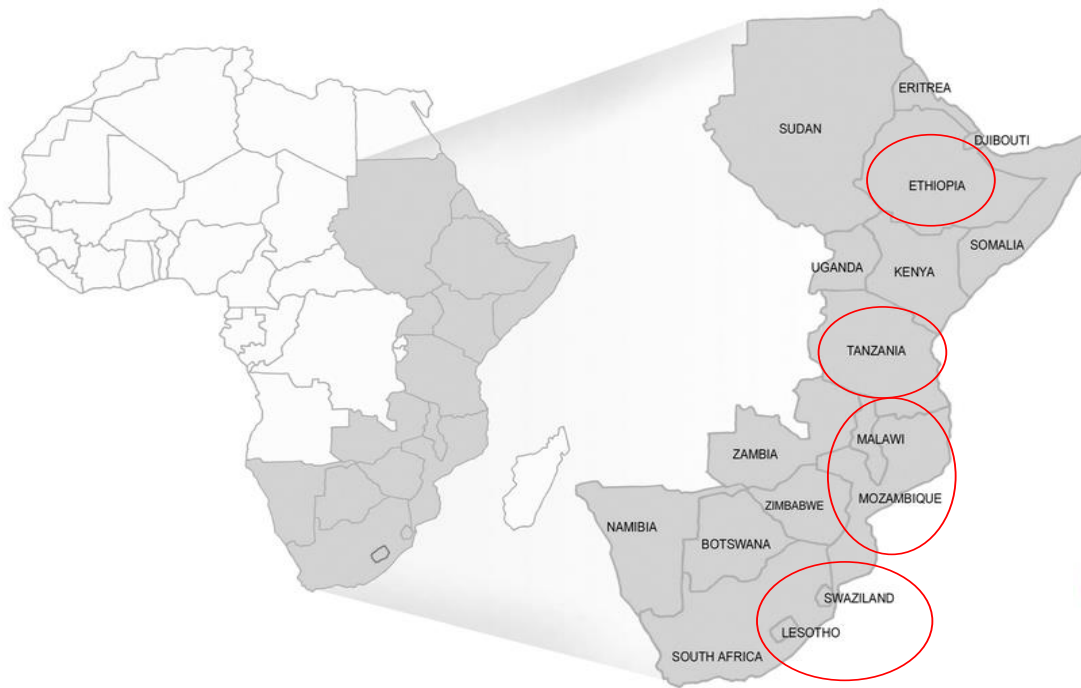 ERITREA
SUDAN
DJIBOUTI
ETHIOPIA
SOMALIA
UGANDA
KENYA
TANZANIA
MALAWI
ZAMBIA
MOZAMBIQUE
ZIMBABWE
NAMIBIA
BOTSWANA
SWAZILAND
LESOTHO
SOUTH AFRICA